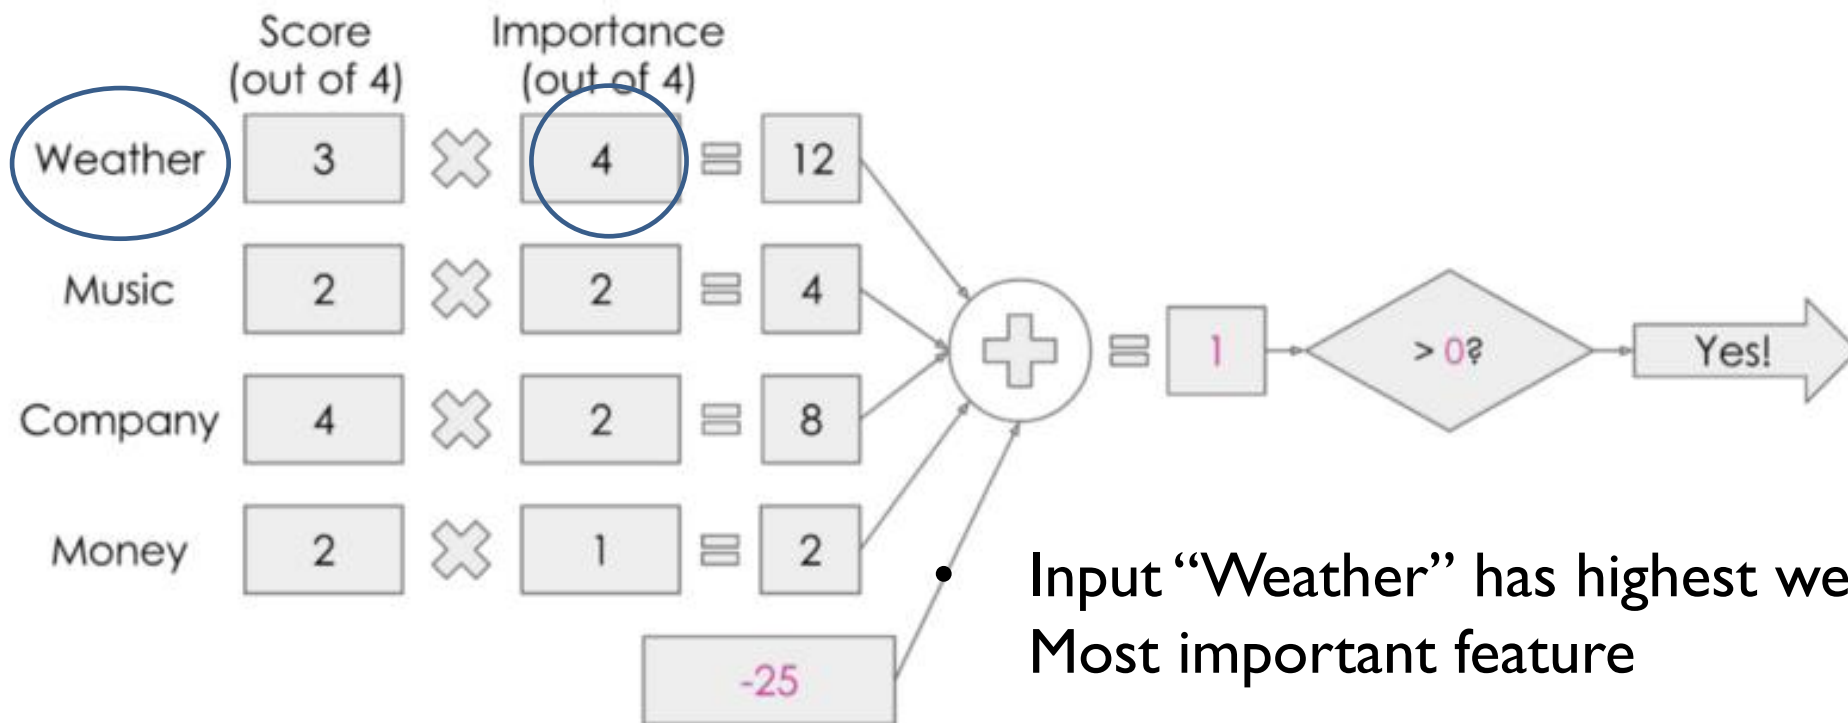 Score Importance
(out of 4) (out of 4)
Weather 3 4 = 12
Music 2 2 = 4
Company 4 2 = 8
Money 2 1 = 2
= 1 > 0? Yes!
-25
• Input “Weather” has highest we
Most important feature